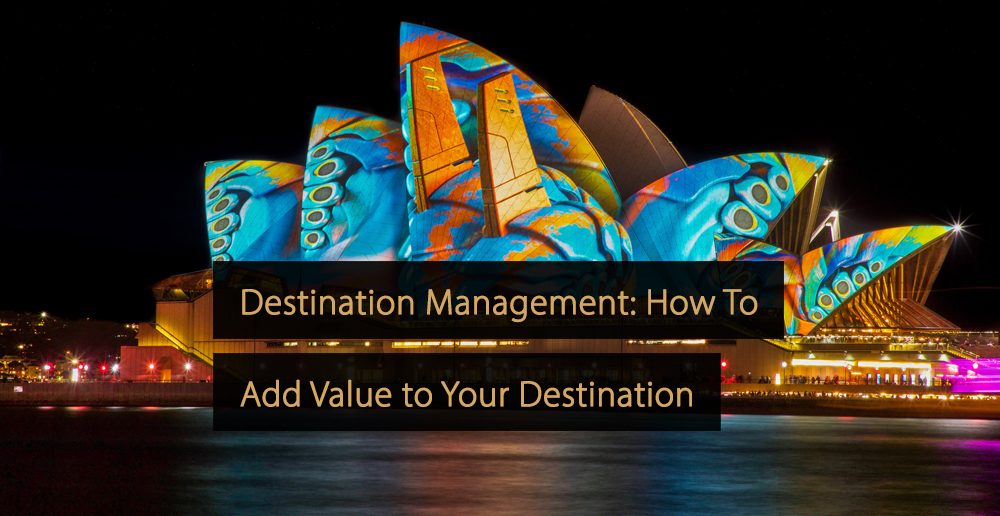 Destination Management: How To
Add Value to Your Destination